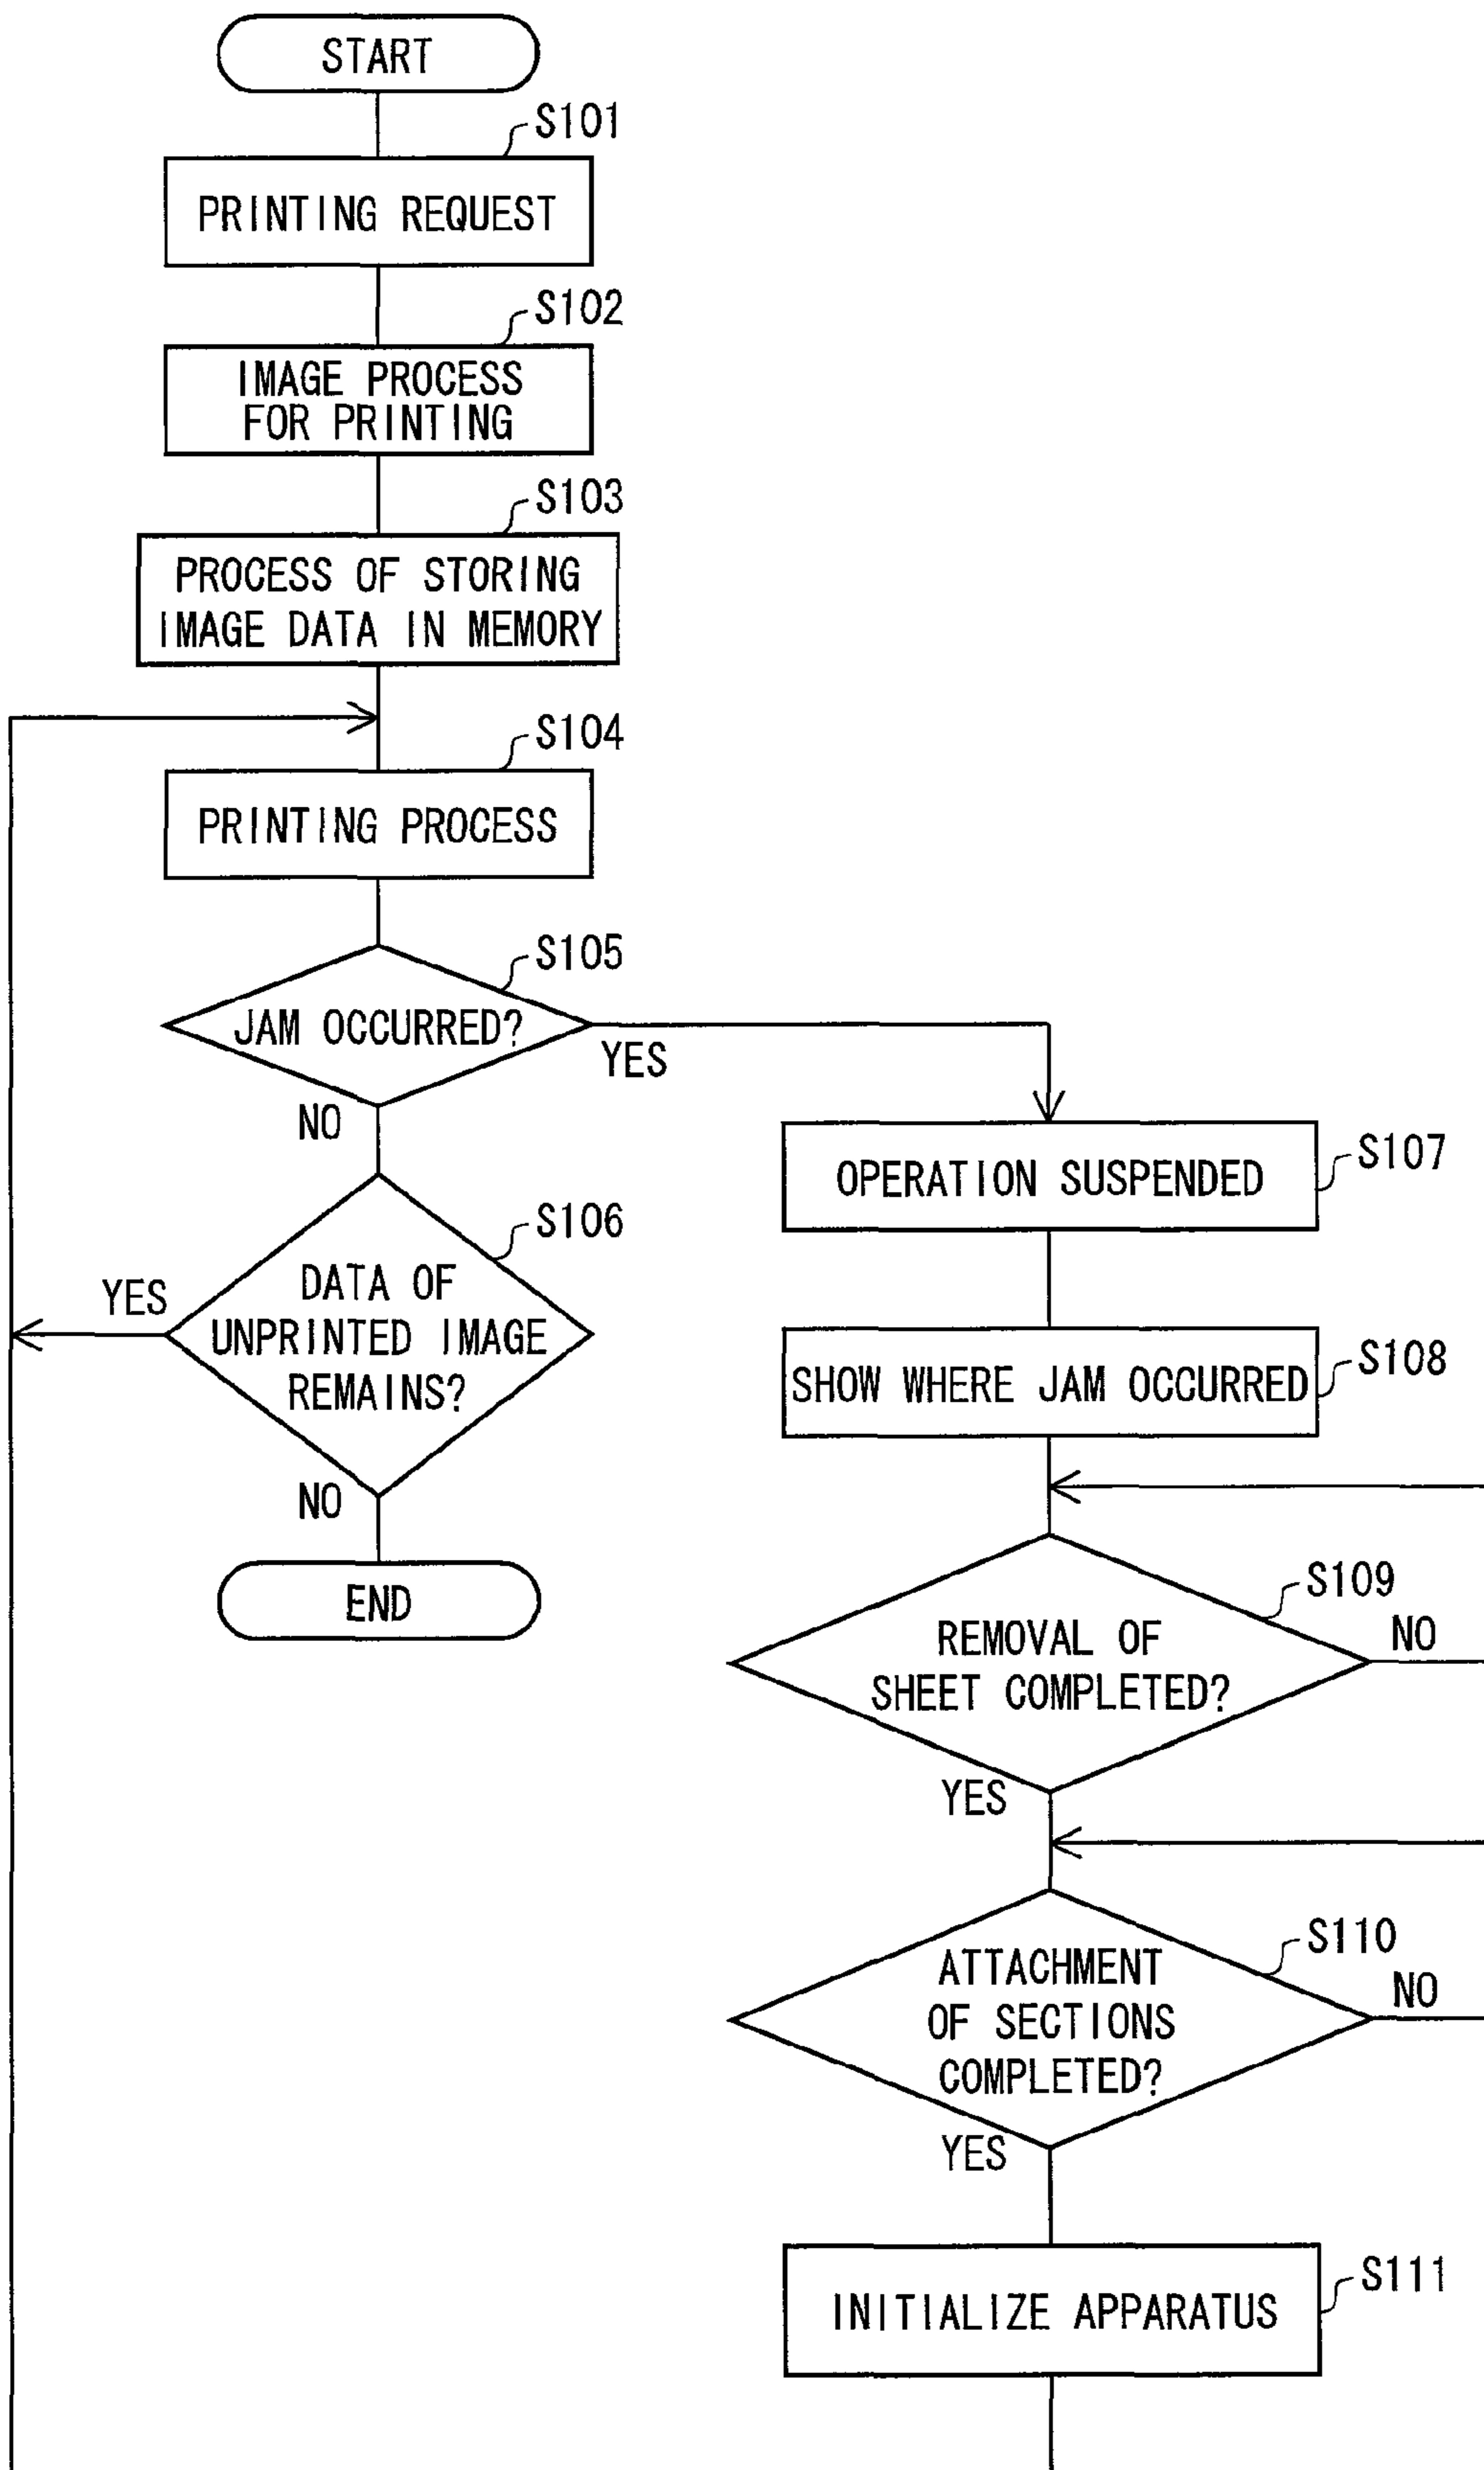 START
S101
PRINTING REQUEST
S102
IMAGE PROCESS
FOR PRINTING
S103
PROCESS OF STORING
IMAGE DATA IN MEMORY
S104
PRINTING PROCESS
S105
JAM OCCURRED?
YES
NO
S106
DATA OF
UNPRINTED IMAGE
REMAINS?
YES
NO
END
S107
OPERATION SUSPENDED
S108
SHOW WHERE JAM OCCURRED
S109
REMOVAL OF
SHEET COMPLETED?
NO
YES
S110
ATTACHMENT
OF SECTIONS
COMPLETED?
NO
YES
S111
INITIALIZE APPARATUS